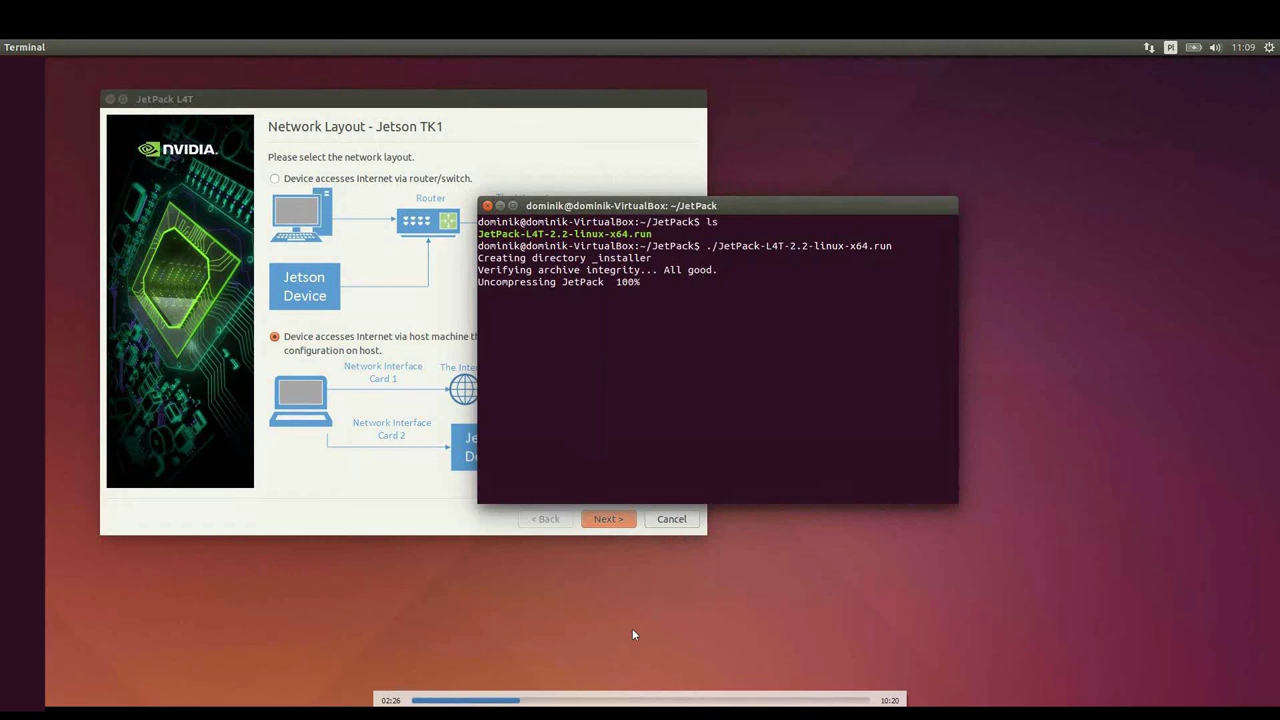 Terminal
Pl
11:09
JetPack L4T
NVIDIA.
Network Layout - Jetson TK1
Please select the network layout.
Device accesses Internet via router/switch.
Router
Jetson
Device
Device accesses Internet via host machine
configuration on host.
Network Interface
Card 1
Network Interface
Card 2
< Back
Next >
Cancel
dominik@dominik-VirtualBox: ~/JetPack
dominik@dominik-VirtualBox:~/JetPack$ ls
JetPack-L4T-2.2-linux-x64.run
dominik@dominik-VirtualBox:~/JetPack$ ./JetPack-L4T-2.2-linux-x64.run
Creating directory _installer
Verifying archive integrity... All good.
Uncompressing JetPack 100%
02:26
10:20